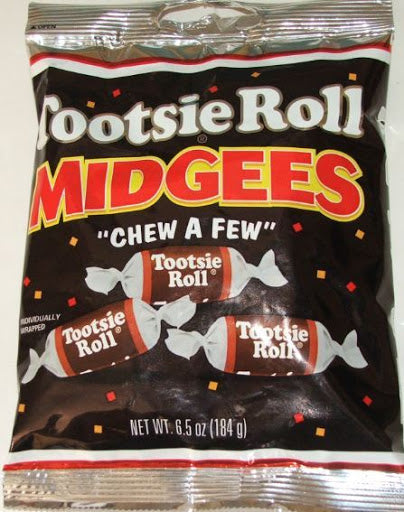 OPEN
Tootsie Roll®
MIDGEES
"CHEW A FEW"
Tootsie
Roll®
INDIVIDUALLY
WRAPPED
Tootsie
Roll®
Tootsie
Roll®
NET WT. 6.5 oz (184 g)